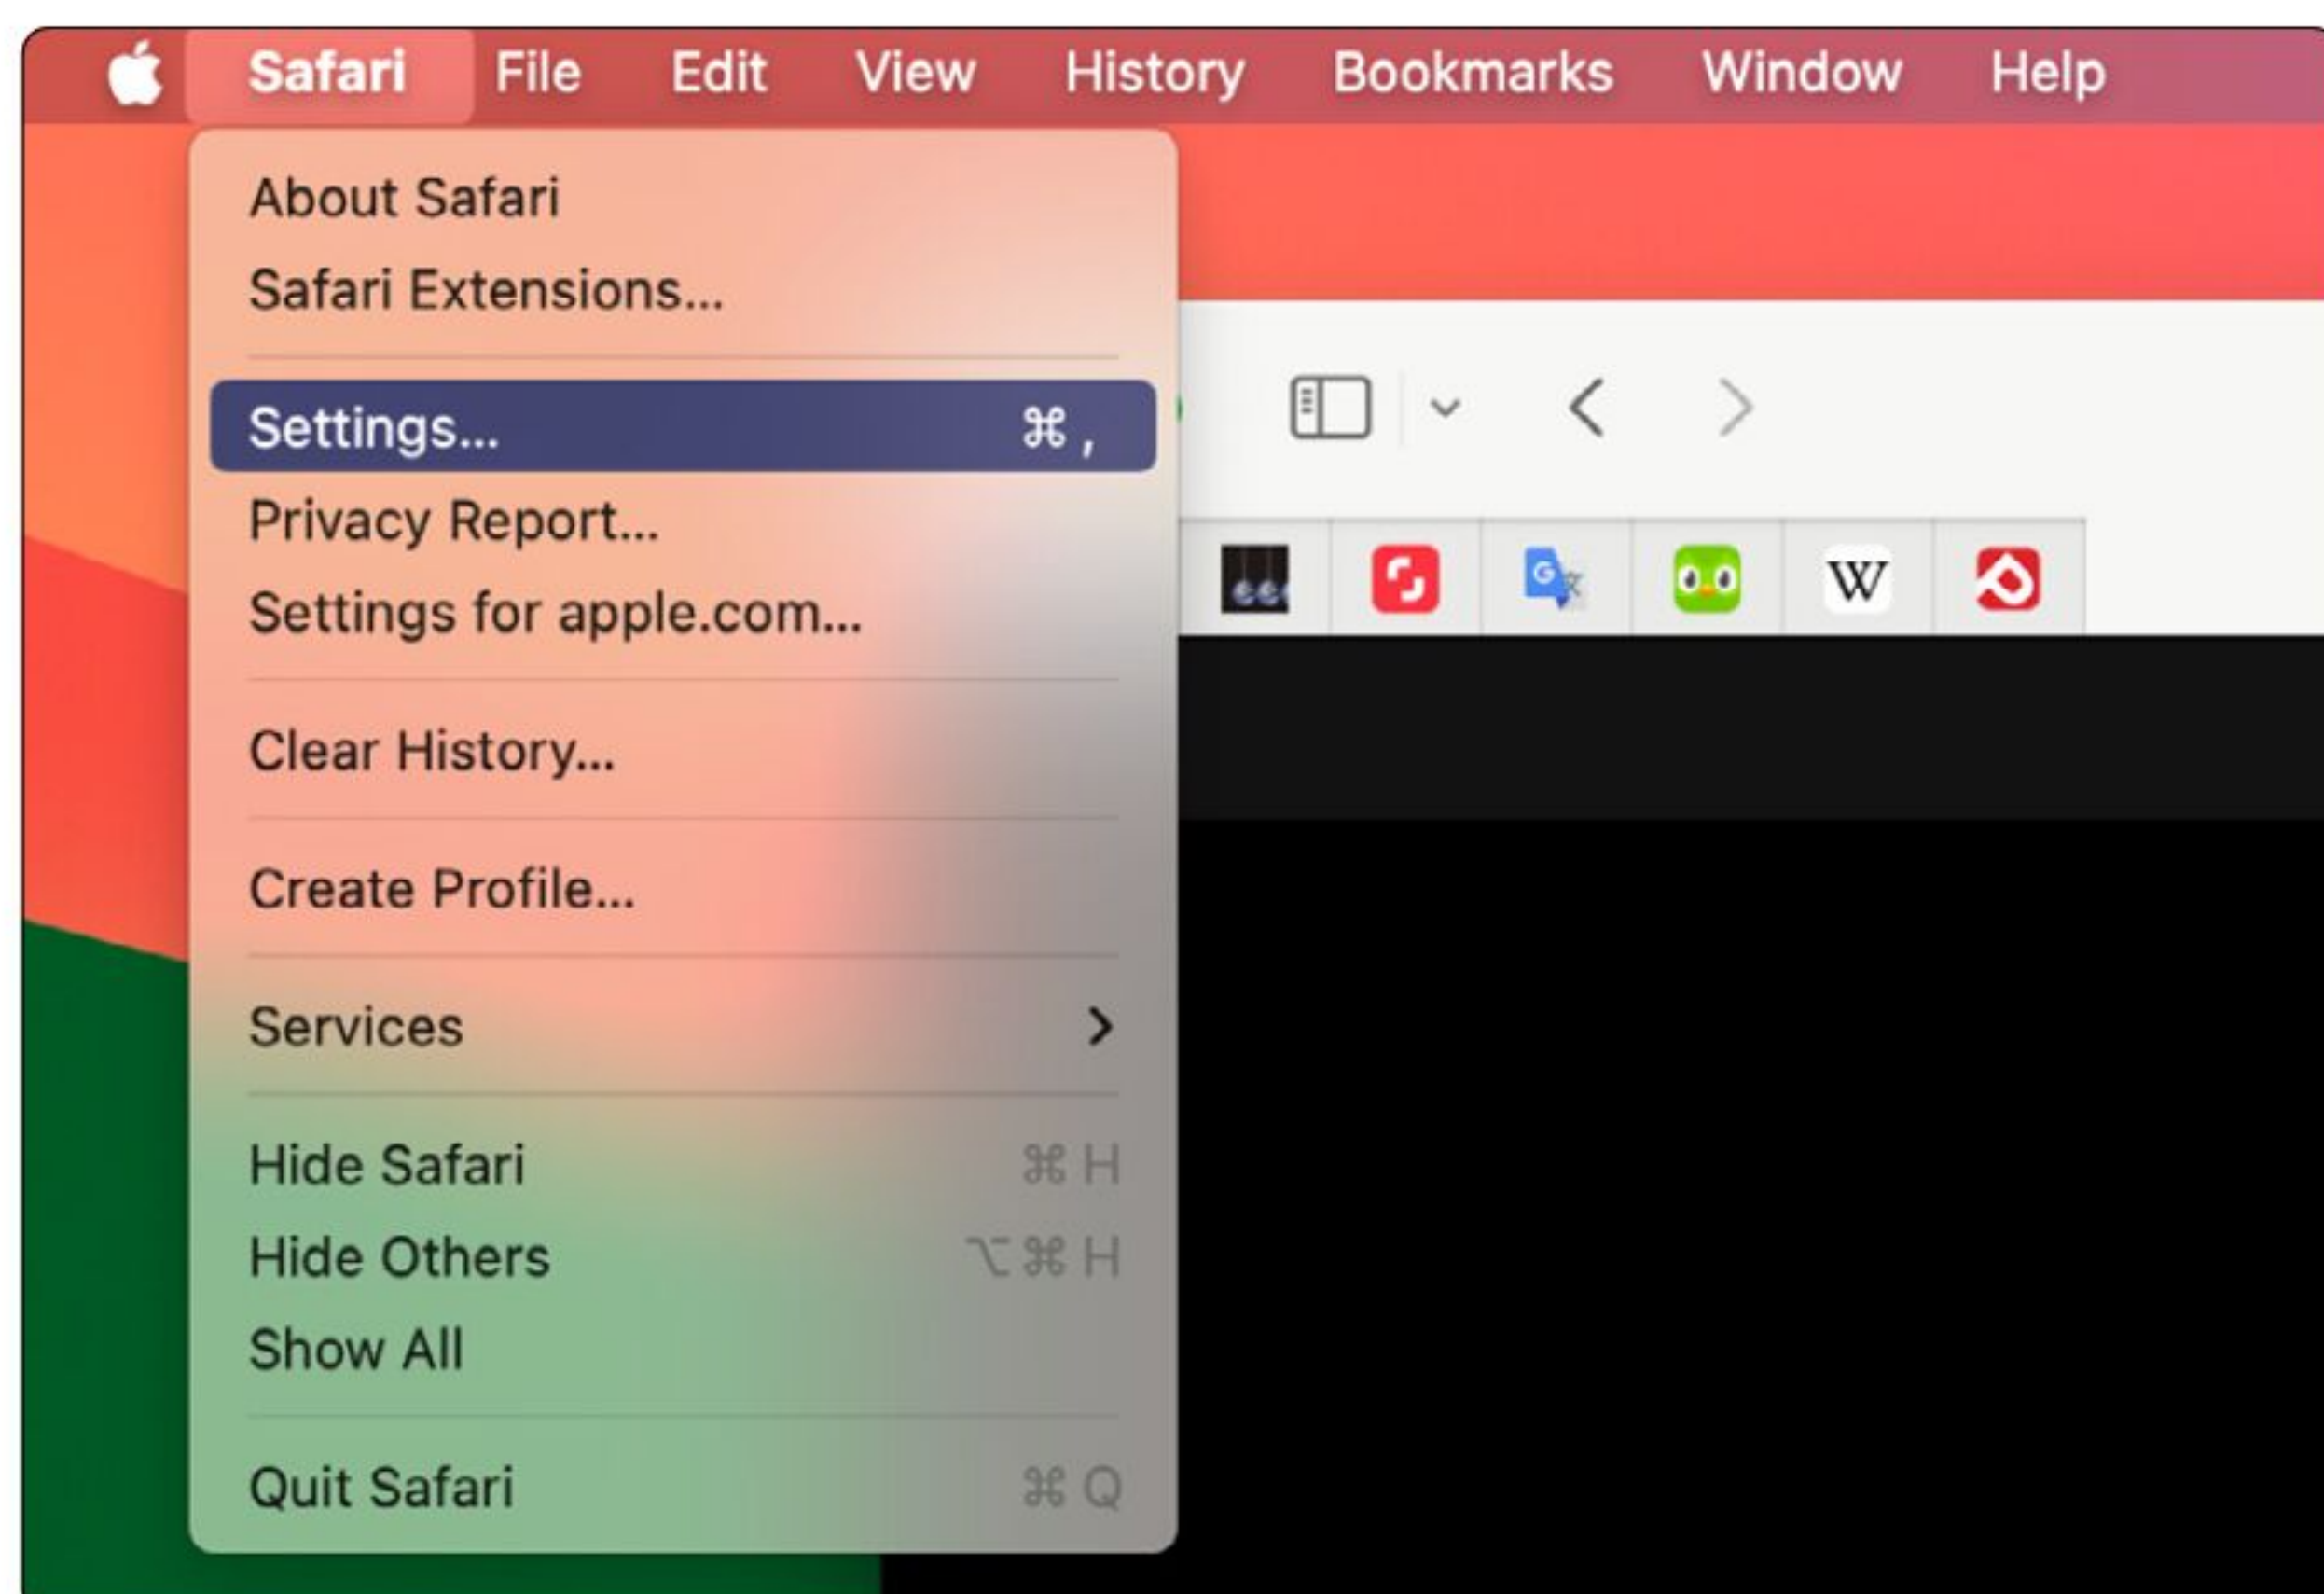 Safari File Edit View History Bookmarks Window Help
About Safari
Safari Extensions...
Settings... ⌘ ,
Privacy Report...
Settings for apple.com...
Clear History...
Create Profile...
Services
Hide Safari ⌘ H
Hide Others ⌥ ⌘ H
Show All
Quit Safari ⌘ Q
G 文
W